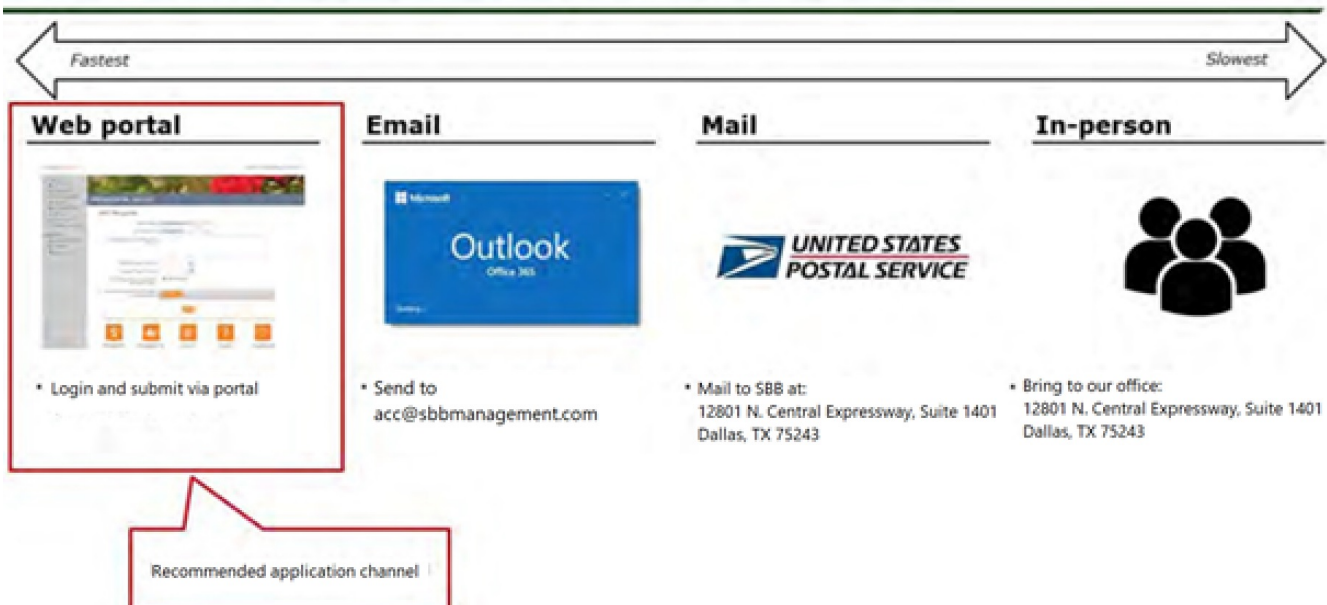 Fastest
Slowest
Web portal
Email
Mail
In-person
Microsoft
Outlook
Office 365
UNITED STATES
POSTAL SERVICE
• Login and submit via portal
• Send to
acc@sbbmanagement.com
• Mail to SBB at:
12801 N. Central Expressway, Suite 1401
Dallas, TX 75243
• Bring to our office:
12801 N. Central Expressway, Suite 1401
Dallas, TX 75243
Recommended application channel